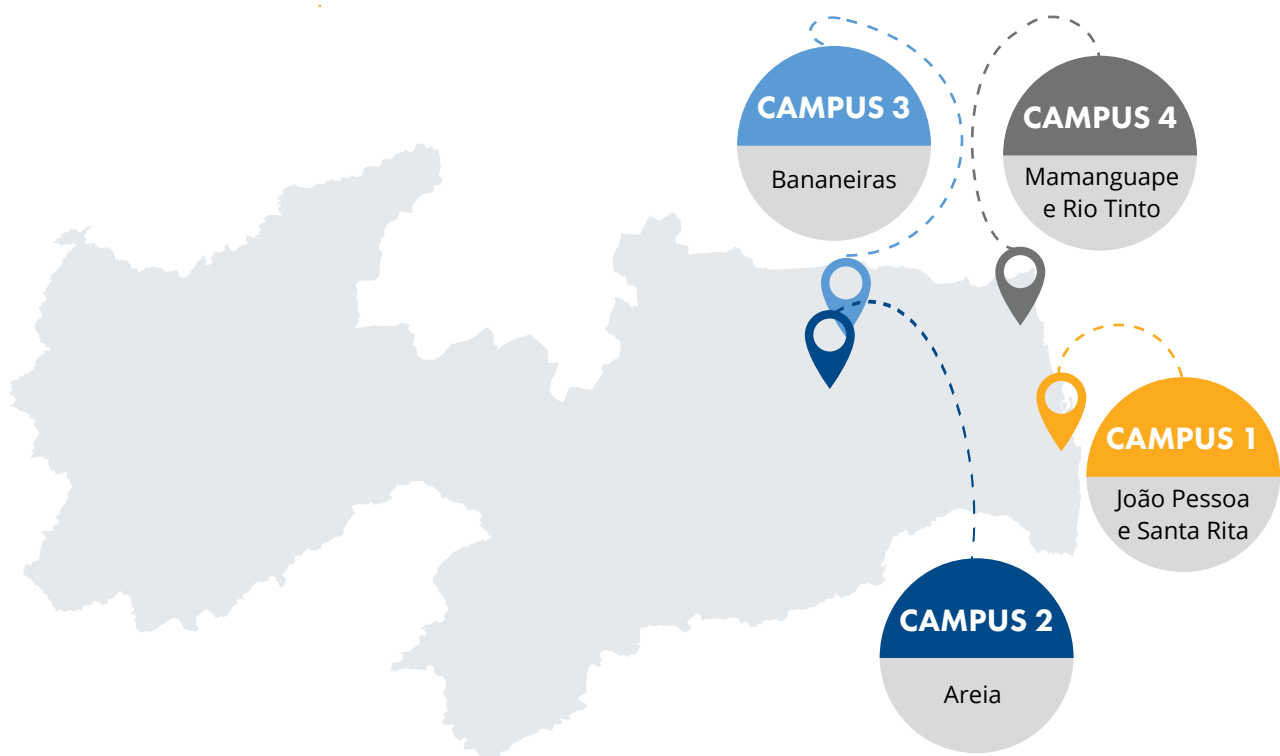 CAMPUS 3
Bananeiras
CAMPUS 4
Mamanguape
e Rio Tinto
CAMPUS 1
João Pessoa
e Santa Rita
CAMPUS 2
Areia